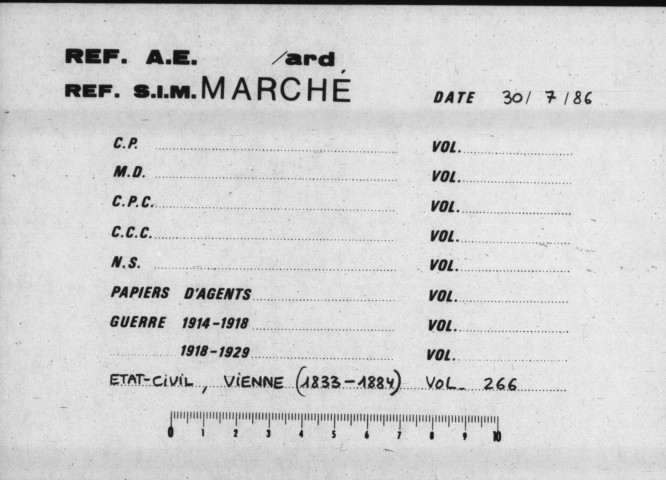 REF. A.E. /ard
REF. S.I.M. MARCHÉ DATE 30/ 7 /86
C.P. VOL.
M.D. VOL.
C.P.C. VOL.
C.C.C. VOL.
N.S. VOL.
PAPIERS D'AGENTS VOL.
GUERRE 1914-1918 VOL.
1918-1929 VOL.
ETAT-CiViL, ViENNE (1833-1884) VOL. 266
0 1 2 3 4 5 6 7 8 9 10